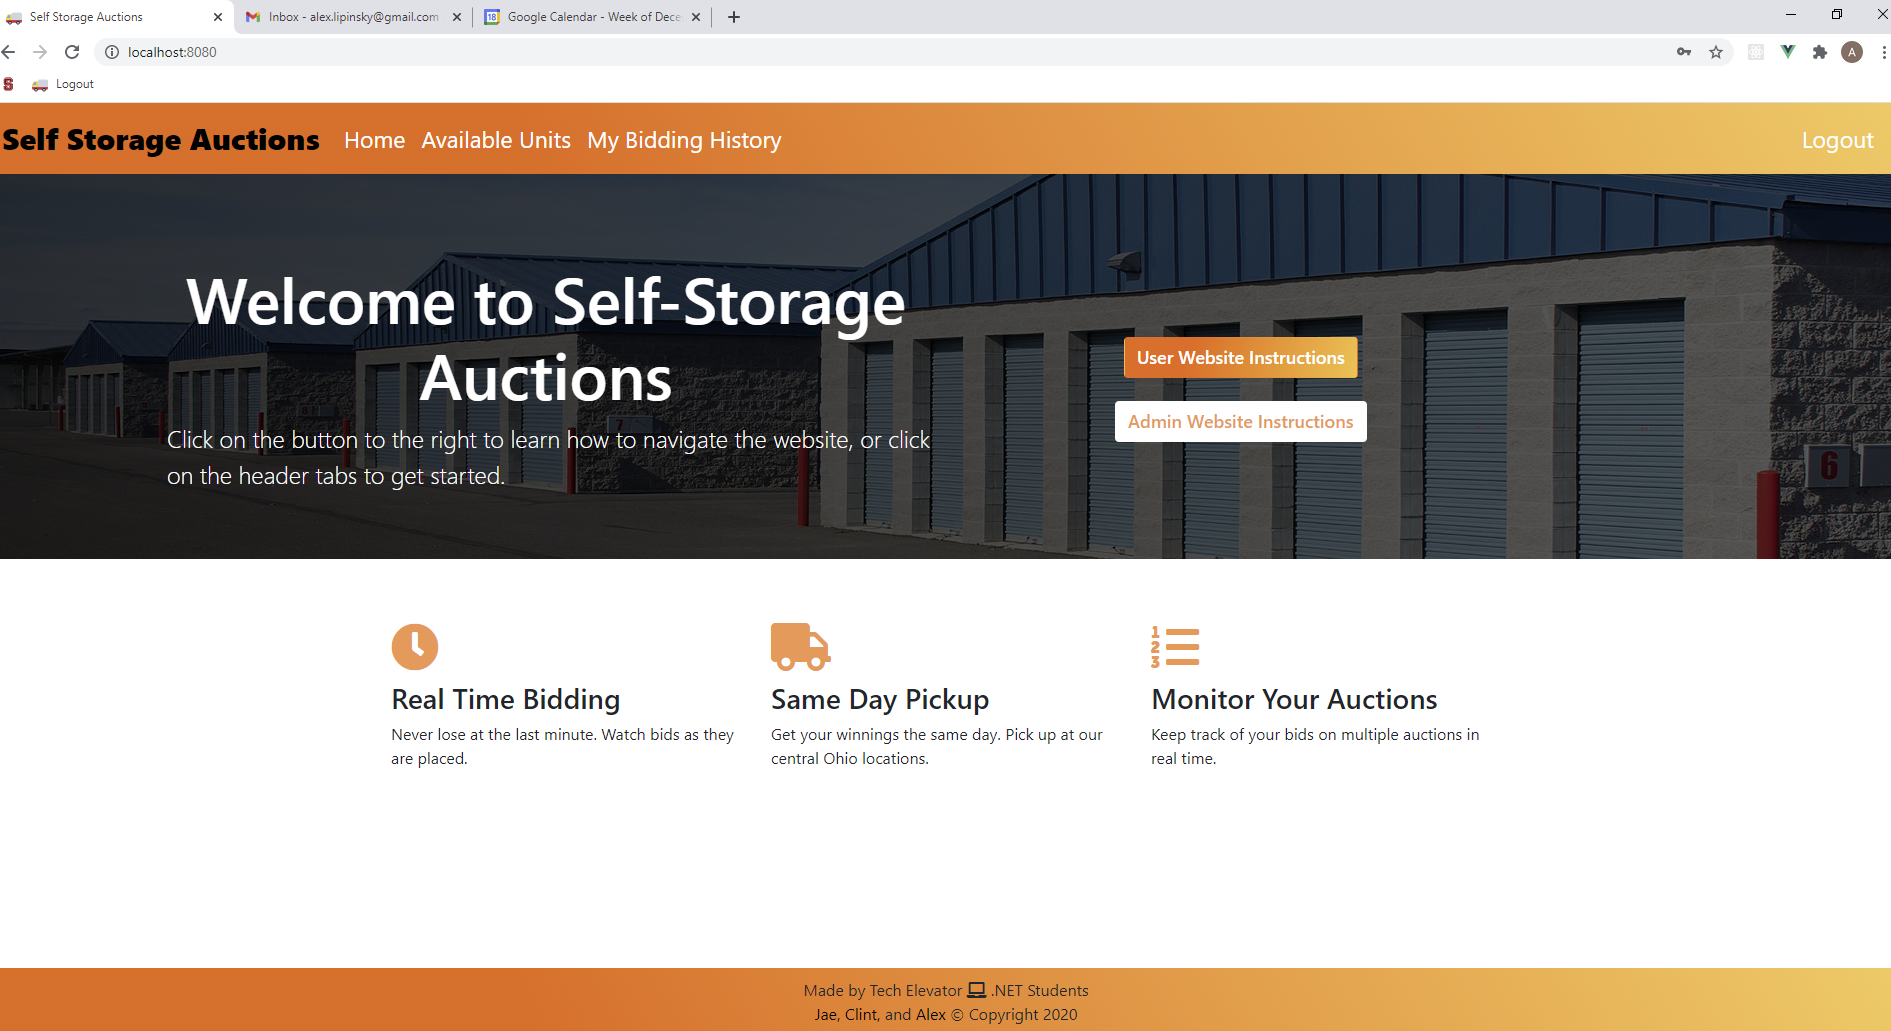 Self Storage Auctions
Inbox - alex.lipinsky@gmail.com
Google Calendar - Week of Dece
localhost:8080
A
S
Logout
Self Storage Auctions Home Available Units My Bidding History Logout
Welcome to Self-Storage
Auctions
Click on the button to the right to learn how to navigate the website, or click
on the header tabs to get started.
User Website Instructions
Admin Website Instructions
7
6
1
2
3
Real Time Bidding
Never lose at the last minute. Watch bids as they
are placed.
Same Day Pickup
Get your winnings the same day. Pick up at our
central Ohio locations.
Monitor Your Auctions
Keep track of your bids on multiple auctions in
real time.
Made by Tech Elevator .NET Students
Jae, Clint, and Alex © Copyright 2020